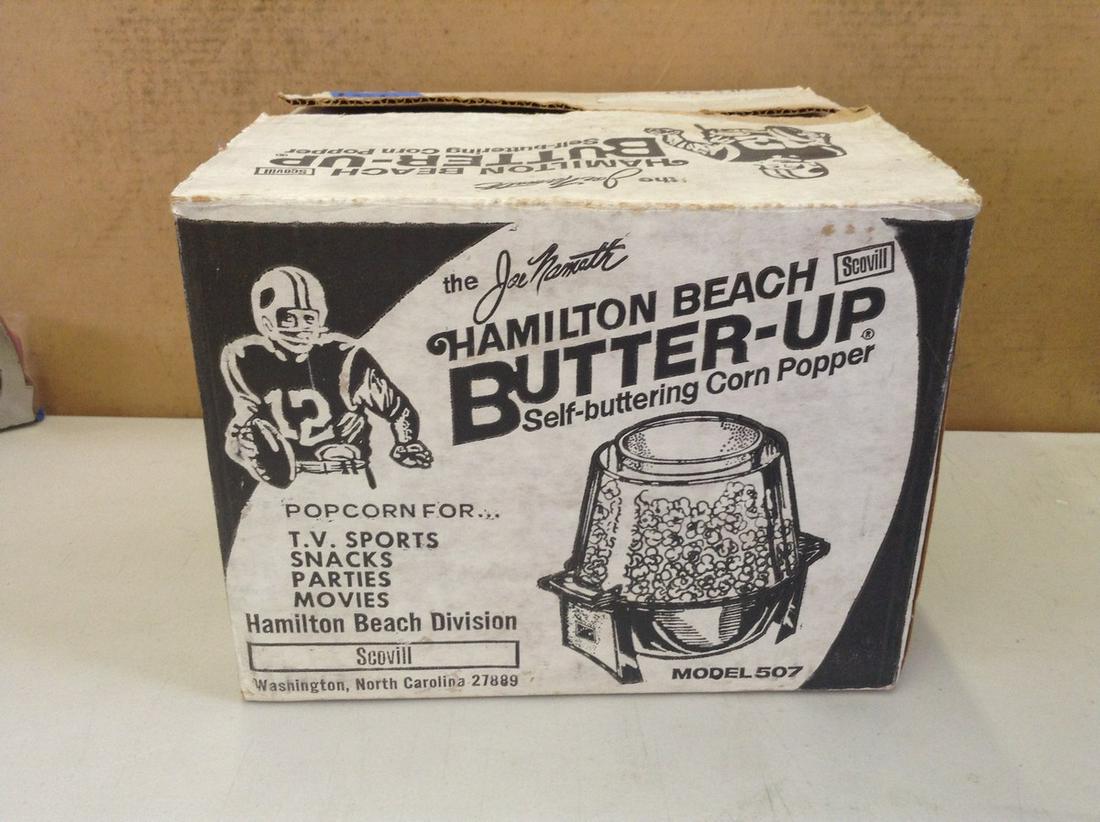 the Joe Namath
HAMILTON BEACH Scovill
BUTTER-UP
Self-buttering Corn Popper
the Joe Namath
HAMILTON BEACH Scovill
BUTTER-UP®
Self-buttering Corn Popper
12
POPCORN FOR...
T.V. SPORTS
SNACKS
PARTIES
MOVIES
Hamilton Beach Division
Scovill
Washington, North Carolina 27889
MODEL 507